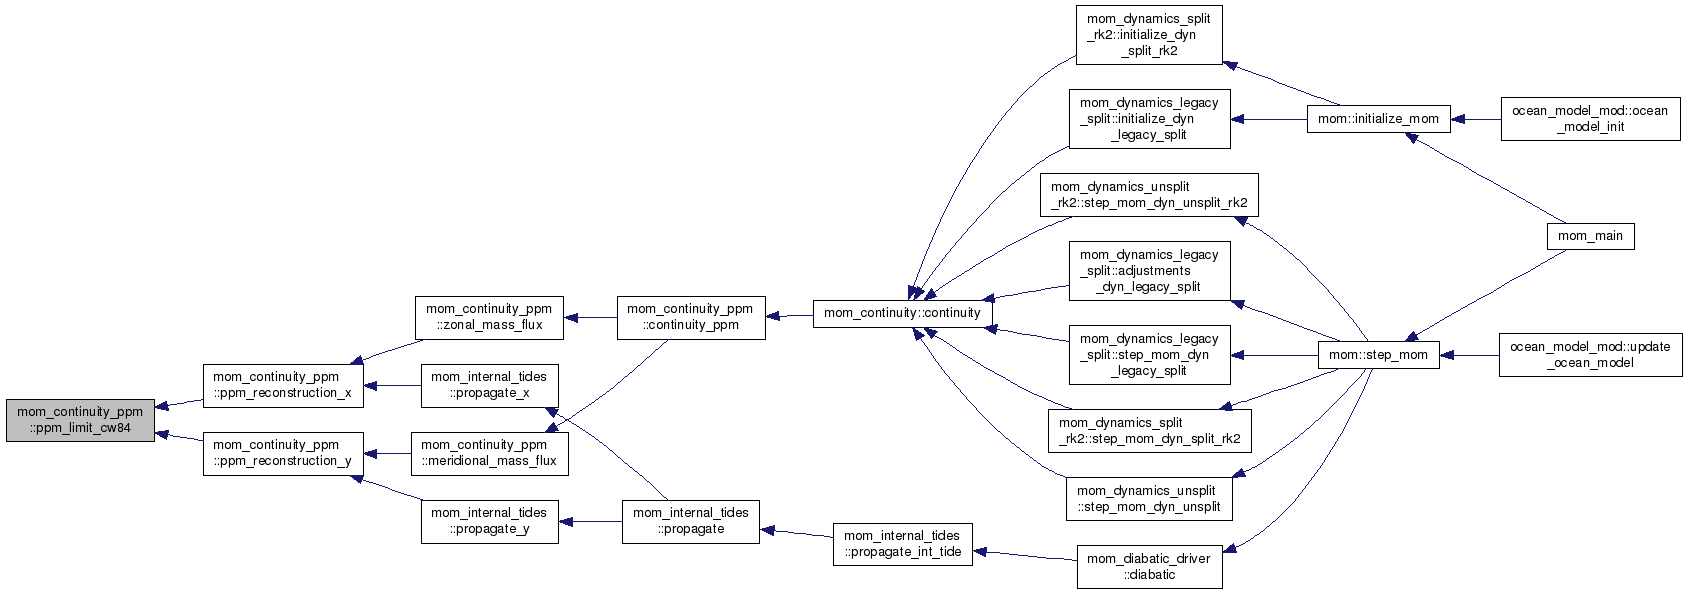 mom_dynamics_split
_rk2::initialize_dyn
_split_rk2
mom_dynamics_legacy
_split::initialize_dyn
_legacy_split
mom::initialize_mom
ocean_model_mod::ocean
_model_init
mom_dynamics_unsplit
_rk2::step_mom_dyn_unsplit_rk2
mom_main
mom_dynamics_legacy
_split::adjustments
_dyn_legacy_split
mom_continuity_ppm
::zonal_mass_flux
mom_continuity_ppm
::continuity_ppm
mom_continuity::continuity
mom_dynamics_legacy
_split::step_mom_dyn
_legacy_split
mom::step_mom
ocean_model_mod::update
_ocean_model
mom_continuity_ppm
::ppm_reconstruction_x
mom_internal_tides
::propagate_x
mom_continuity_ppm
::ppm_limit_cw84
mom_dynamics_split
_rk2::step_mom_dyn_split_rk2
mom_continuity_ppm
::ppm_reconstruction_y
mom_continuity_ppm
::meridional_mass_flux
mom_dynamics_unsplit
::step_mom_dyn_unsplit
mom_internal_tides
::propagate_y
mom_internal_tides
::propagate
mom_internal_tides
::propagate_int_tide
mom_diabatic_driver
::diabatic